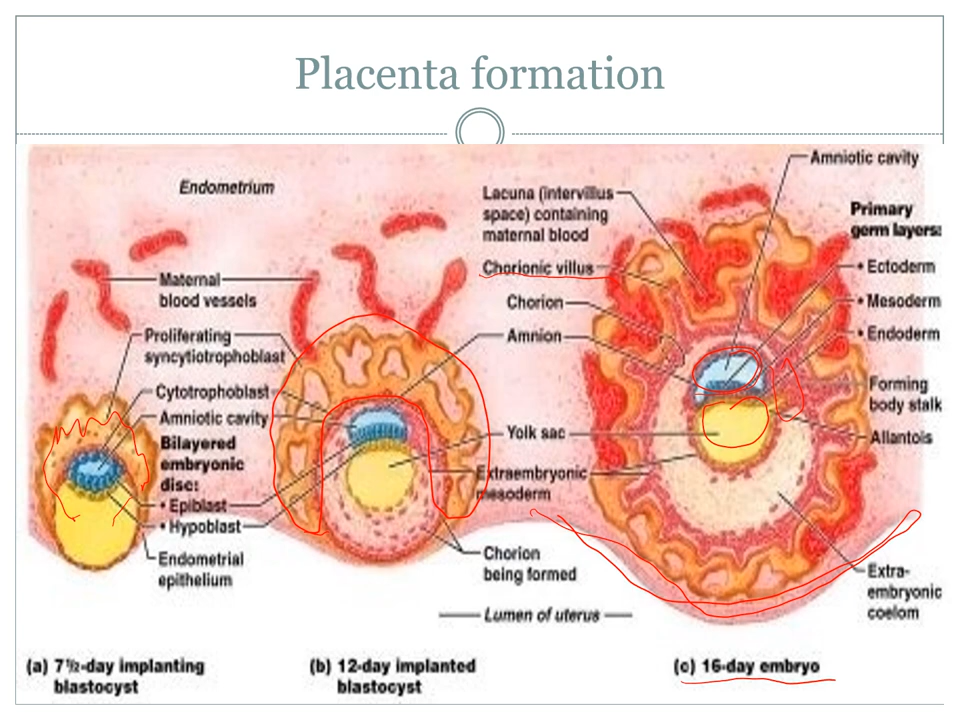 Placenta formation
Endometrium
Maternal
blood vessels
Proliferating
syncytiotrophoblast
Cytotrophoblast
Amniotic cavity
Bilayered
embryonic
disc:
• Epiblast
• Hypoblast
Endometrial
epithelium
Lacuna (intervillus
space) containing
maternal blood
Chorionic villus
Chorion
Amnion
Yolk sac
Extraembryonic
mesoderm
Chorion
being formed
Lumen of uterus
Amniotic cavity
Primary
germ layers:
• Ectoderm
• Mesoderm
• Endoderm
Forming
body stalk
Allantois
Extra-
embryonic
coelom
(a) 7½-day implanting
blastocyst
(b) 12-day implanted
blastocyst
(c) 16-day embryo